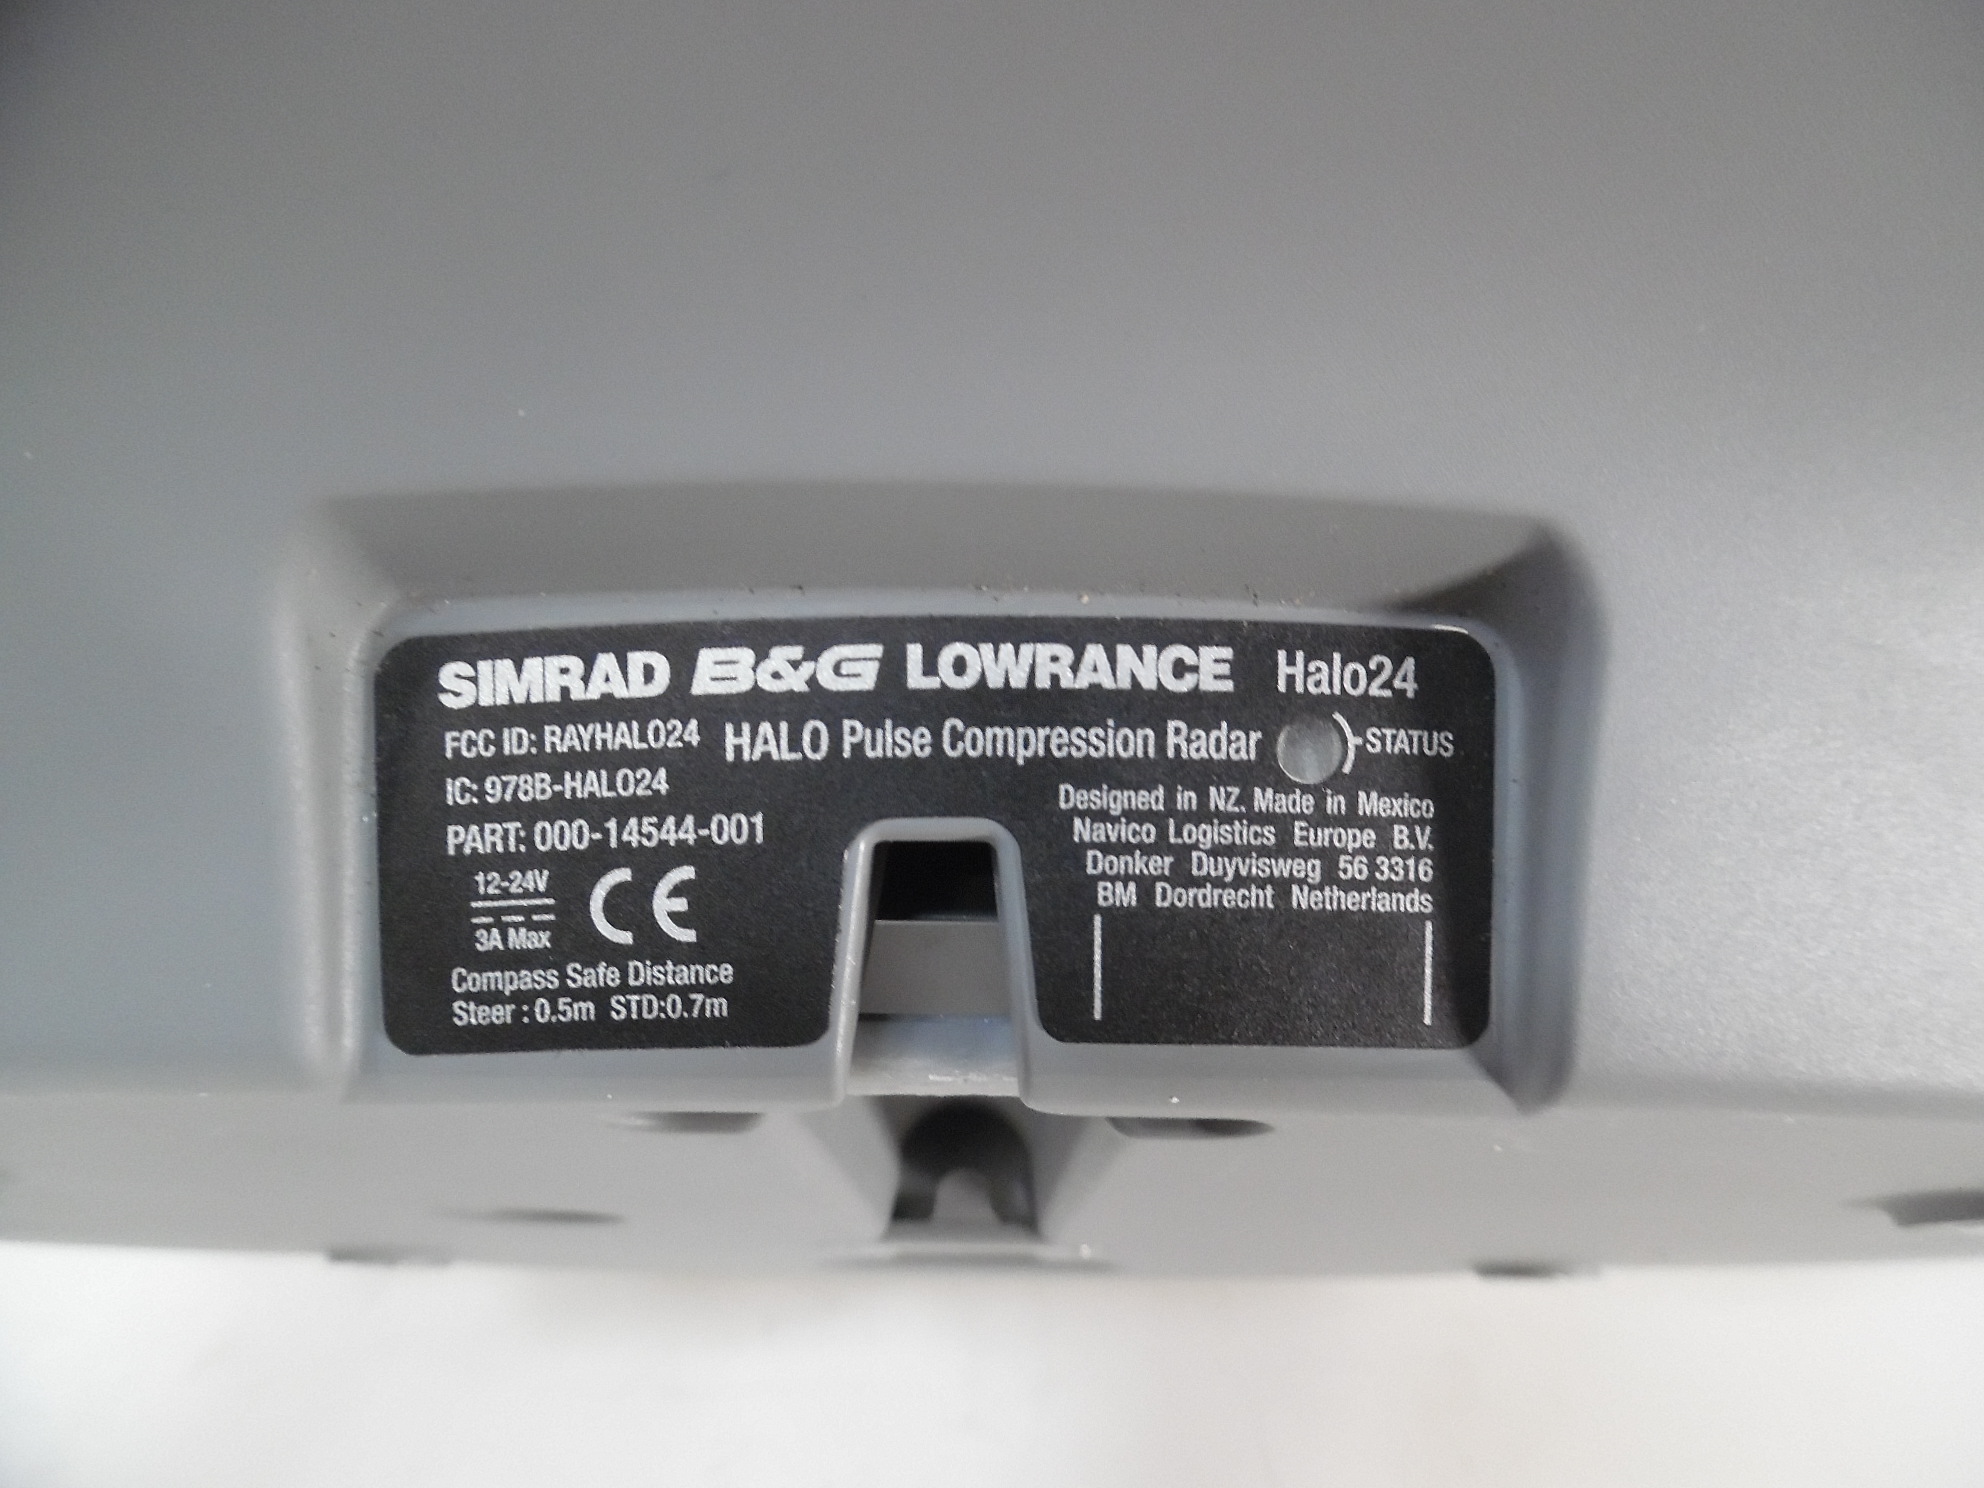 SIMRAD B&G LOWRANCE Halo24
FCC ID: RAYHALO24 HALO Pulse Compression Radar STATUS
IC: 978B-HALO24
PART: 000-14544-001
12-24V
3A Max
CE
Compass Safe Distance
Steer : 0.5m STD:0.7m
Designed in NZ. Made in Mexico
Navico Logistics Europe B.V.
Donker Duyvisweg 56 3316
BM Dordrecht Netherlands